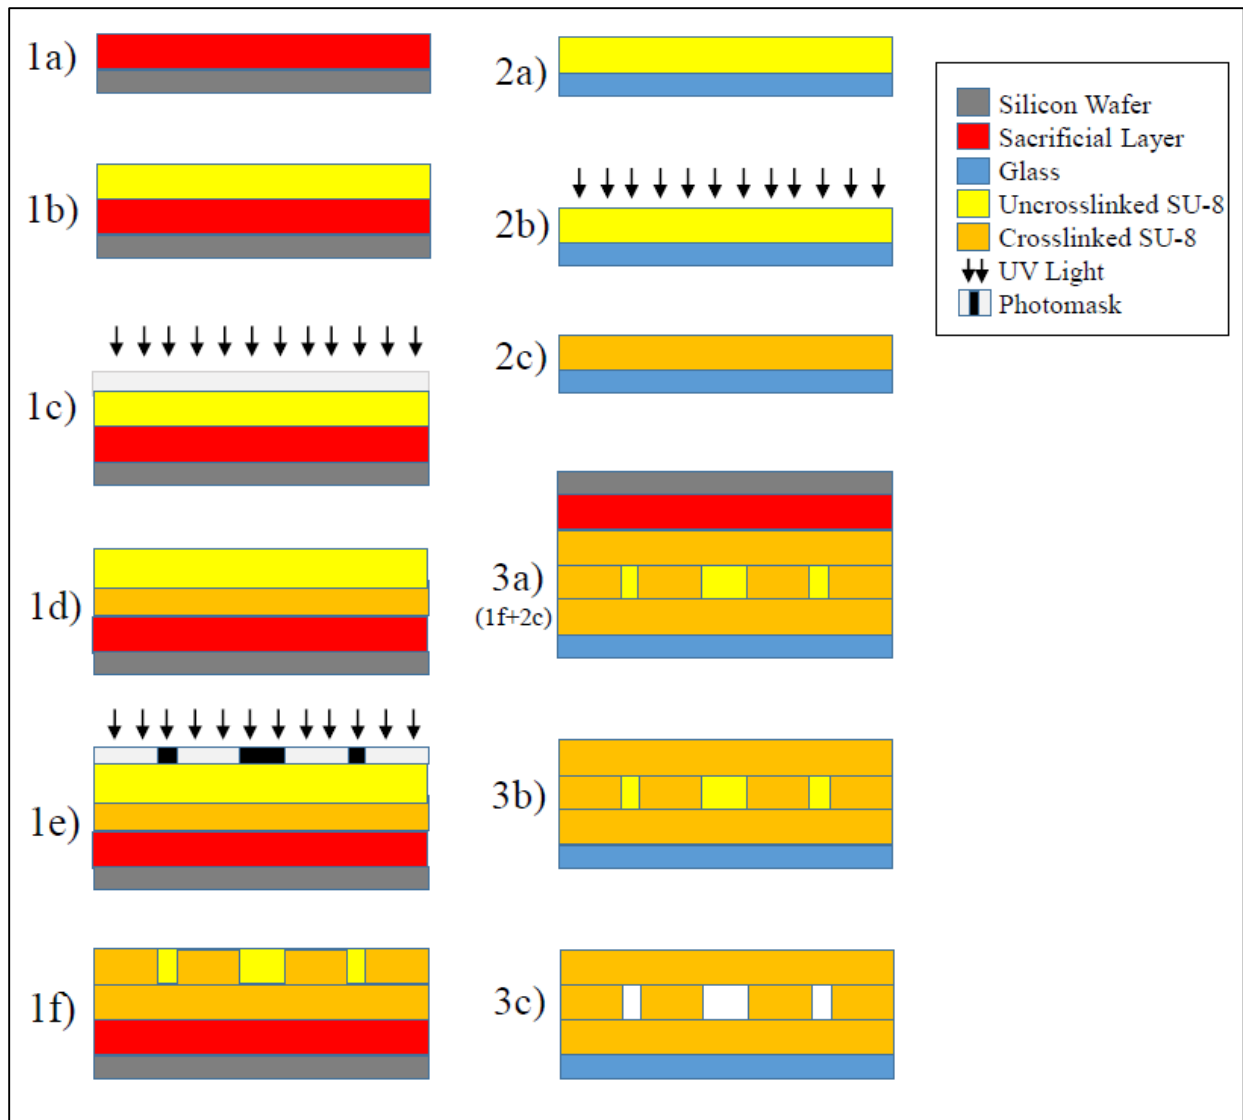 1a)
1b)
1c)
1d)
1e)
1f)
2a)
2b)
2c)
3a)
(1f+2c)
3b)
3c)
Silicon Wafer
Sacrificial Layer
Glass
Uncrosslinked SU-8
Crosslinked SU-8
UV Light
Photomask